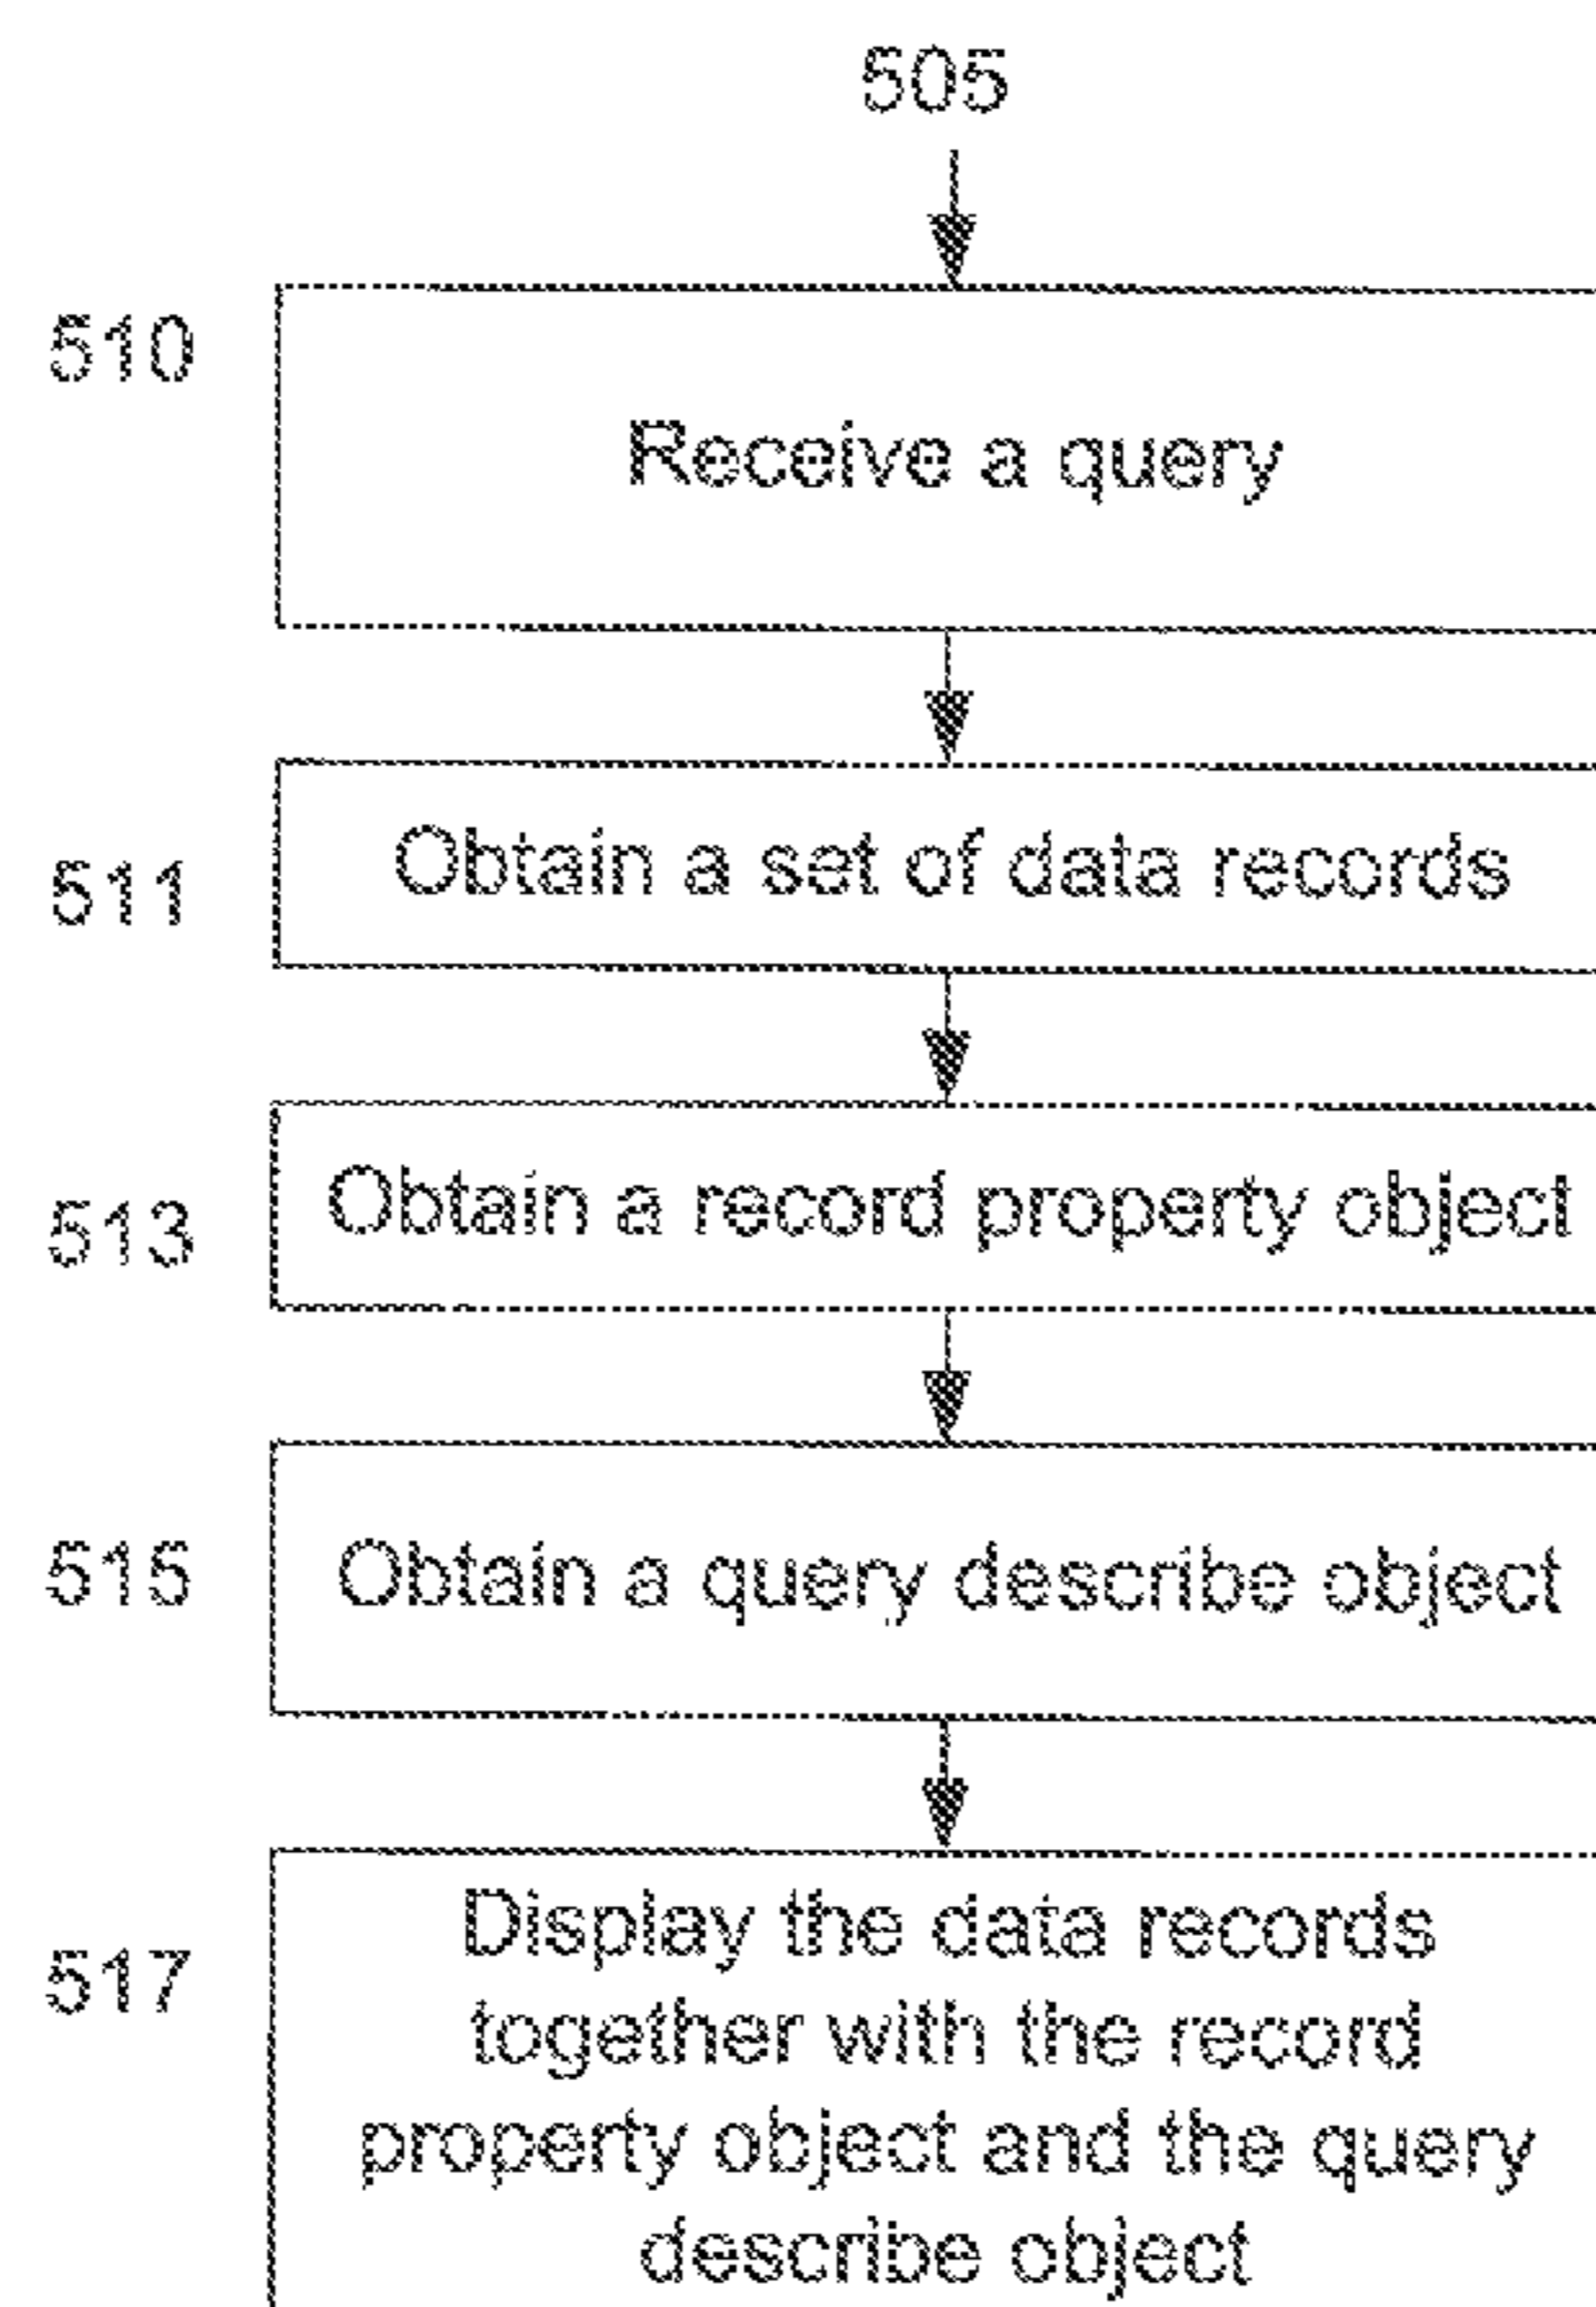 505
510
Receive a query
511
Obtain a set of data records
513
Obtain a record property object
515
Obtain a query describe object
517
Display the data records
together with the record
property object and the query
describe object